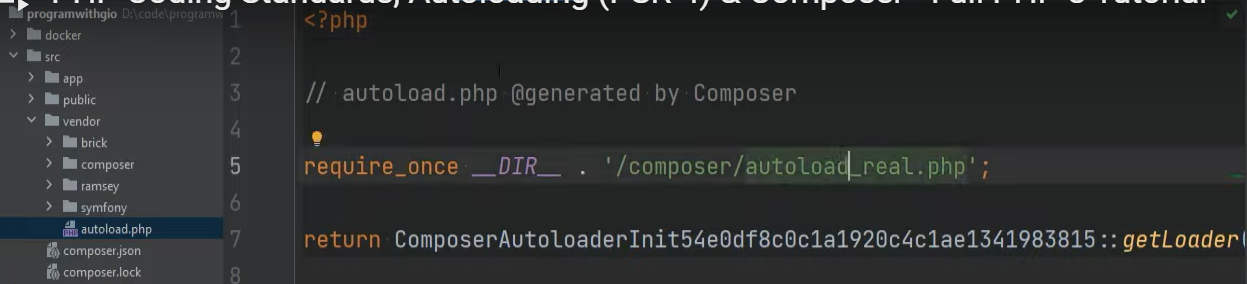 PHP Coding Standards, Autoloading (PSR-4) & Composer - Full PHP 8 Tutorial
programwithgio D:\code\programw
docker
src
app
public
vendor
brick
composer
ramsey
symfony
autoload.php
composer.json
composer.lock
1 <?php
2
3 // autoload.php @generated by Composer
4
5 require_once __DIR__ . '/composer/autoload_real.php';
6
7 return ComposerAutoloaderInit54e0df8c0c1a1920c4c1ae1341983815::getLoader(
8